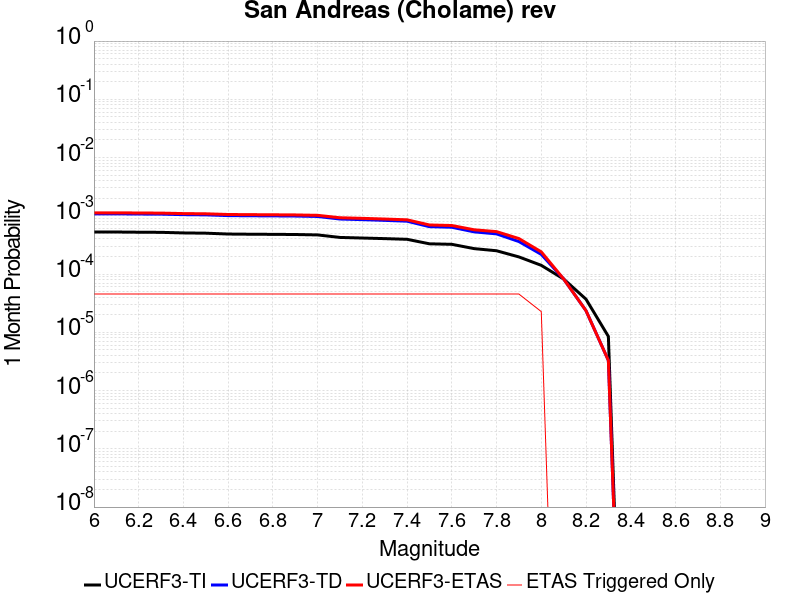 San Andreas (Cholame) rev
10^0
10^-1
10^-2
10^-3
10^-4
10^-5
10^-6
10^-7
10^-8
1 Month Probability
6 6.2 6.4 6.6 6.8 7 7.2 7.4 7.6 7.8 8 8.2 8.4 8.6 8.8 9
Magnitude
UCERF3-TI UCERF3-TD UCERF3-ETAS ETAS Triggered Only